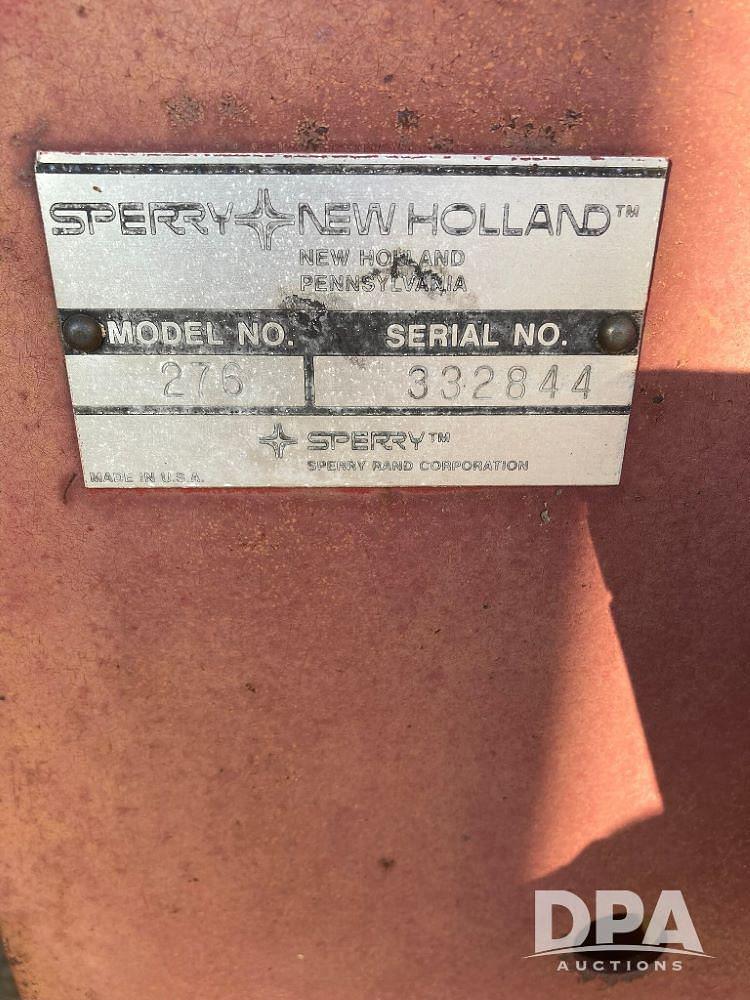 SPERRY NEW HOLLAND™
NEW HOLLAND
PENNSYLVANIA
MODEL NO. SERIAL NO.
276 332844
SPERRY™
SPERRY RAND CORPORATION
MADE IN U.S.A.
DPA
AUCTIONS